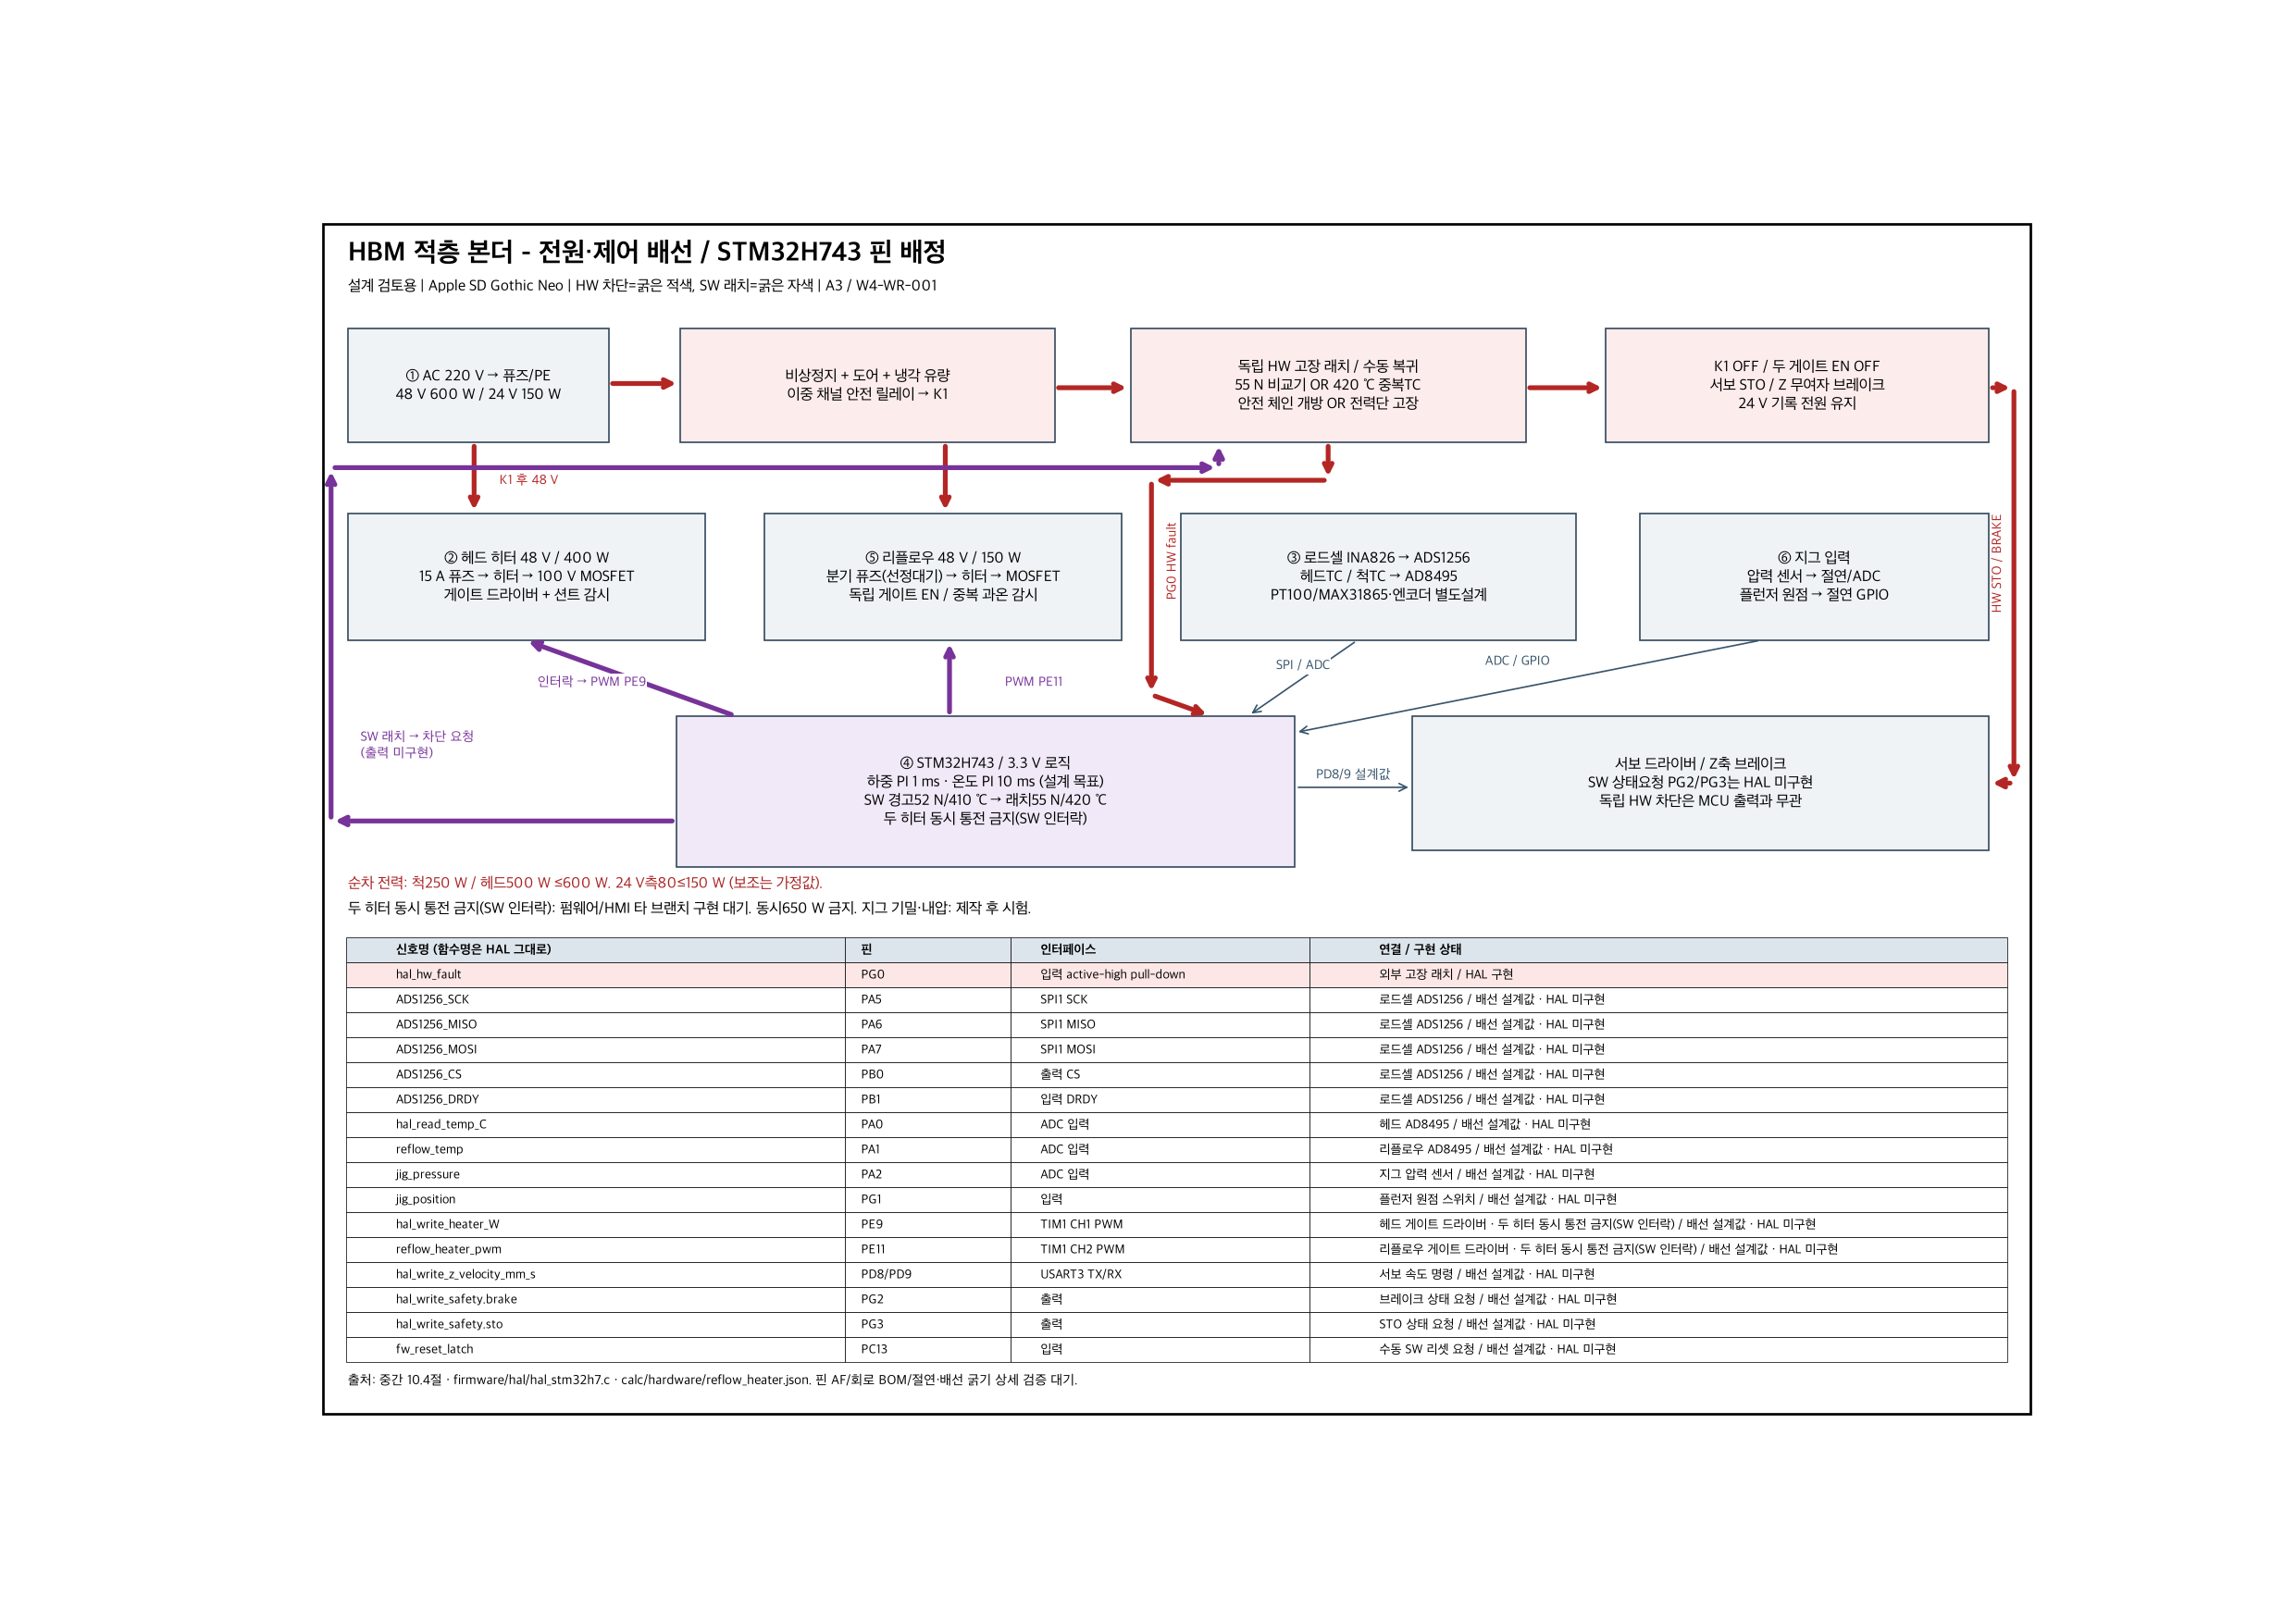 HBM 적층 본더 - 전원·제어 배선 / STM32H743 핀 배정
설계 검토용 | Apple SD Gothic Neo | HW 차단=굵은 적색, SW 래치=굵은 자색 | A3 / W4-WR-001
① AC 220 V → 퓨즈/PE
48 V 600 W / 24 V 150 W
비상정지 + 도어 + 냉각 유량
이중 채널 안전 릴레이 → K1
독립 HW 고장 래치 / 수동 복귀
55 N 비교기 OR 420 ℃ 중복TC
안전 체인 개방 OR 전력단 고장
K1 OFF / 두 게이트 EN OFF
서보 STO / Z 무여자 브레이크
24 V 기록 전원 유지
K1 후 48 V
② 헤드 히터 48 V / 400 W
15 A 퓨즈 → 히터 → 100 V MOSFET
게이트 드라이버 + 션트 감시
⑤ 리플로우 48 V / 150 W
분기 퓨즈(선정대기) → 히터 → MOSFET
독립 게이트 EN / 중복 과온 감시
PG0 HW fault
③ 로드셀 INA826 → ADS1256
헤드TC / 척TC → AD8495
PT100/MAX31865·엔코더 별도설계
⑥ 지그 입력
압력 센서 → 절연/ADC
플런저 원점 → 절연 GPIO
HW STO / BRAKE
인터락 → PWM PE9
PWM PE11
SPI / ADC
ADC / GPIO
SW 래치 → 차단 요청
(출력 미구현)
④ STM32H743 / 3.3 V 로직
하중 PI 1 ms · 온도 PI 10 ms (설계 목표)
SW 경고52 N/410 ℃ → 래치55 N/420 ℃
두 히터 동시 통전 금지(SW 인터락)
PD8/9 설계값
서보 드라이버 / Z축 브레이크
SW 상태요청 PG2/PG3는 HAL 미구현
독립 HW 차단은 MCU 출력과 무관
순차 전력: 척250 W / 헤드500 W ≤600 W. 24 V측80≤150 W (보조는 가정값).
두 히터 동시 통전 금지(SW 인터락): 펌웨어/HMI 타 브랜치 구현 대기. 동시650 W 금지. 지그 기밀·내압: 제작 후 시험.
신호명 (함수명은 HAL 그대로) 핀 인터페이스 연결 / 구현 상태
hal_hw_fault PG0 입력 active-high pull-down 외부 고장 래치 / HAL 구현
ADS1256_SCK PA5 SPI1 SCK 로드셀 ADS1256 / 배선 설계값 · HAL 미구현
ADS1256_MISO PA6 SPI1 MISO 로드셀 ADS1256 / 배선 설계값 · HAL 미구현
ADS1256_MOSI PA7 SPI1 MOSI 로드셀 ADS1256 / 배선 설계값 · HAL 미구현
ADS1256_CS PB0 출력 CS 로드셀 ADS1256 / 배선 설계값 · HAL 미구현
ADS1256_DRDY PB1 입력 DRDY 로드셀 ADS1256 / 배선 설계값 · HAL 미구현
hal_read_temp_C PA0 ADC 입력 헤드 AD8495 / 배선 설계값 · HAL 미구현
reflow_temp PA1 ADC 입력 리플로우 AD8495 / 배선 설계값 · HAL 미구현
jig_pressure PA2 ADC 입력 지그 압력 센서 / 배선 설계값 · HAL 미구현
jig_position PG1 입력 플런저 원점 스위치 / 배선 설계값 · HAL 미구현
hal_write_heater_W PE9 TIM1 CH1 PWM 헤드 게이트 드라이버 · 두 히터 동시 통전 금지(SW 인터락) / 배선 설계값 · HAL 미구현
reflow_heater_pwm PE11 TIM1 CH2 PWM 리플로우 게이트 드라이버 · 두 히터 동시 통전 금지(SW 인터락) / 배선 설계값 · HAL 미구현
hal_write_z_velocity_mm_s PD8/PD9 USART3 TX/RX 서보 속도 명령 / 배선 설계값 · HAL 미구현
hal_write_safety.brake PG2 출력 브레이크 상태 요청 / 배선 설계값 · HAL 미구현
hal_write_safety.sto PG3 출력 STO 상태 요청 / 배선 설계값 · HAL 미구현
fw_reset_latch PC13 입력 수동 SW 리셋 요청 / 배선 설계값 · HAL 미구현
출처: 중간 10.4절 · firmware/hal/hal_stm32h7.c · calc/hardware/reflow_heater.json. 핀 AF/회로 BOM/절연·배선 굵기 상세 검증 대기.